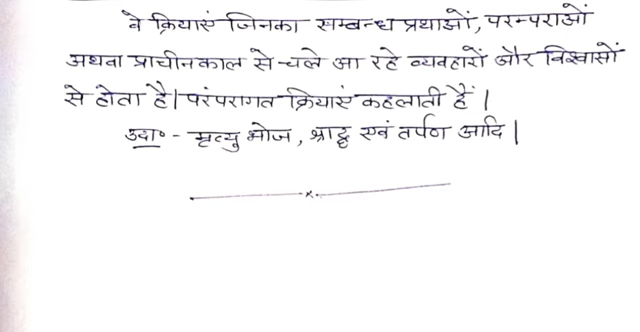 वे क्रियाएं जिनका सम्बन्ध प्रथाओं, परम्पराओं
अथवा प्राचीनकाल से चले आ रहे व्यवहारों और विश्वासों
से होता है। परंपरागत क्रियाएं कहलाती हैं।
उदा० - मृत्यु भोज, श्राद्ध एवं तर्पण आदि।